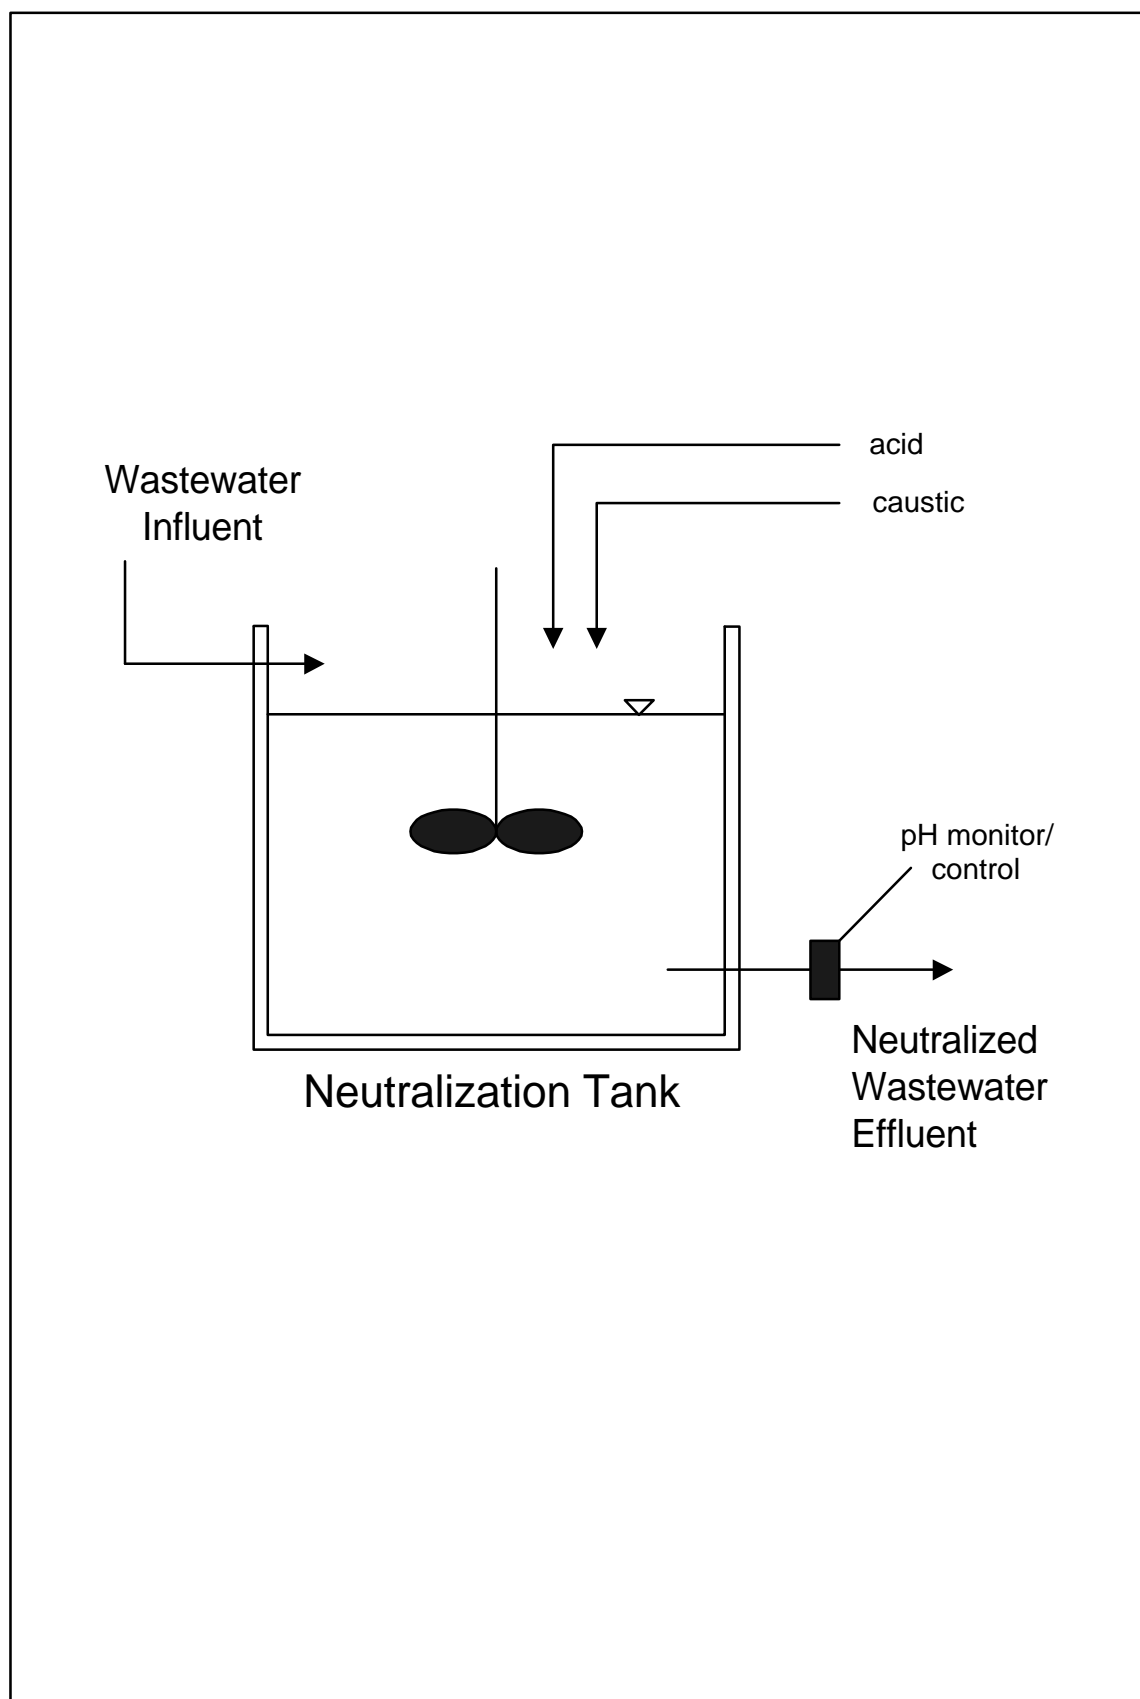 acid
Wastewater
Influent
caustic
pH monitor/
control
Neutralized
Wastewater
Effluent
Neutralization Tank